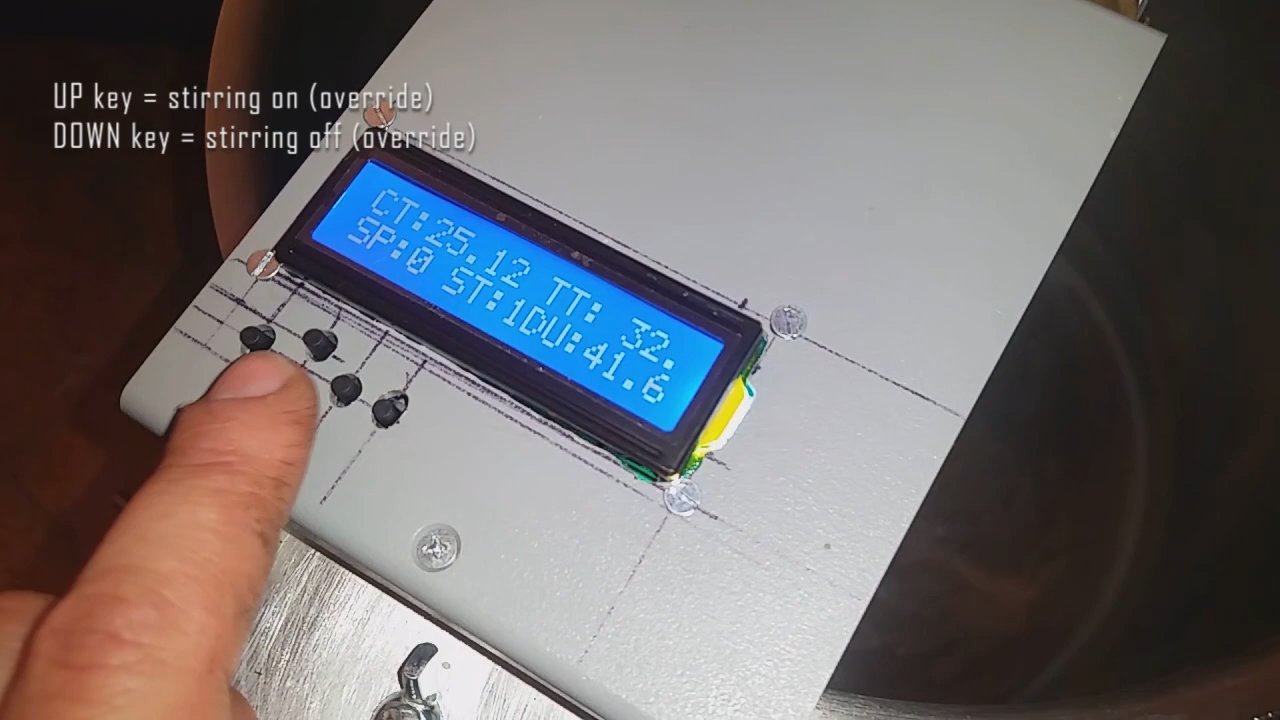 UP key = stirring on (override)
DOWN key = stirring off (override)
CT:25.12 TT: 32.
SP:0 ST:1DU:41.6